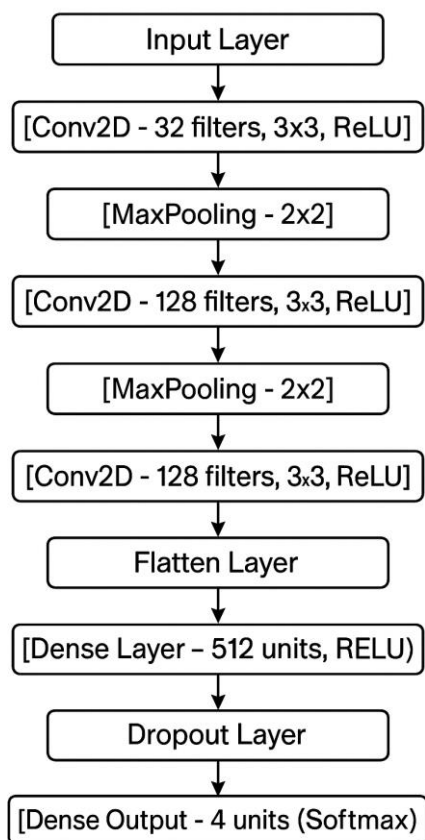 Input Layer
[Conv2D - 32 filters, 3x3, ReLU]
[MaxPooling - 2x2]
[Conv2D - 128 filters, 3x3, ReLU]
[MaxPooling - 2x2]
[Conv2D - 128 filters, 3x3, ReLU]
Flatten Layer
[Dense Layer – 512 units, RELU)
Dropout Layer
[Dense Output - 4 units (Softmax)